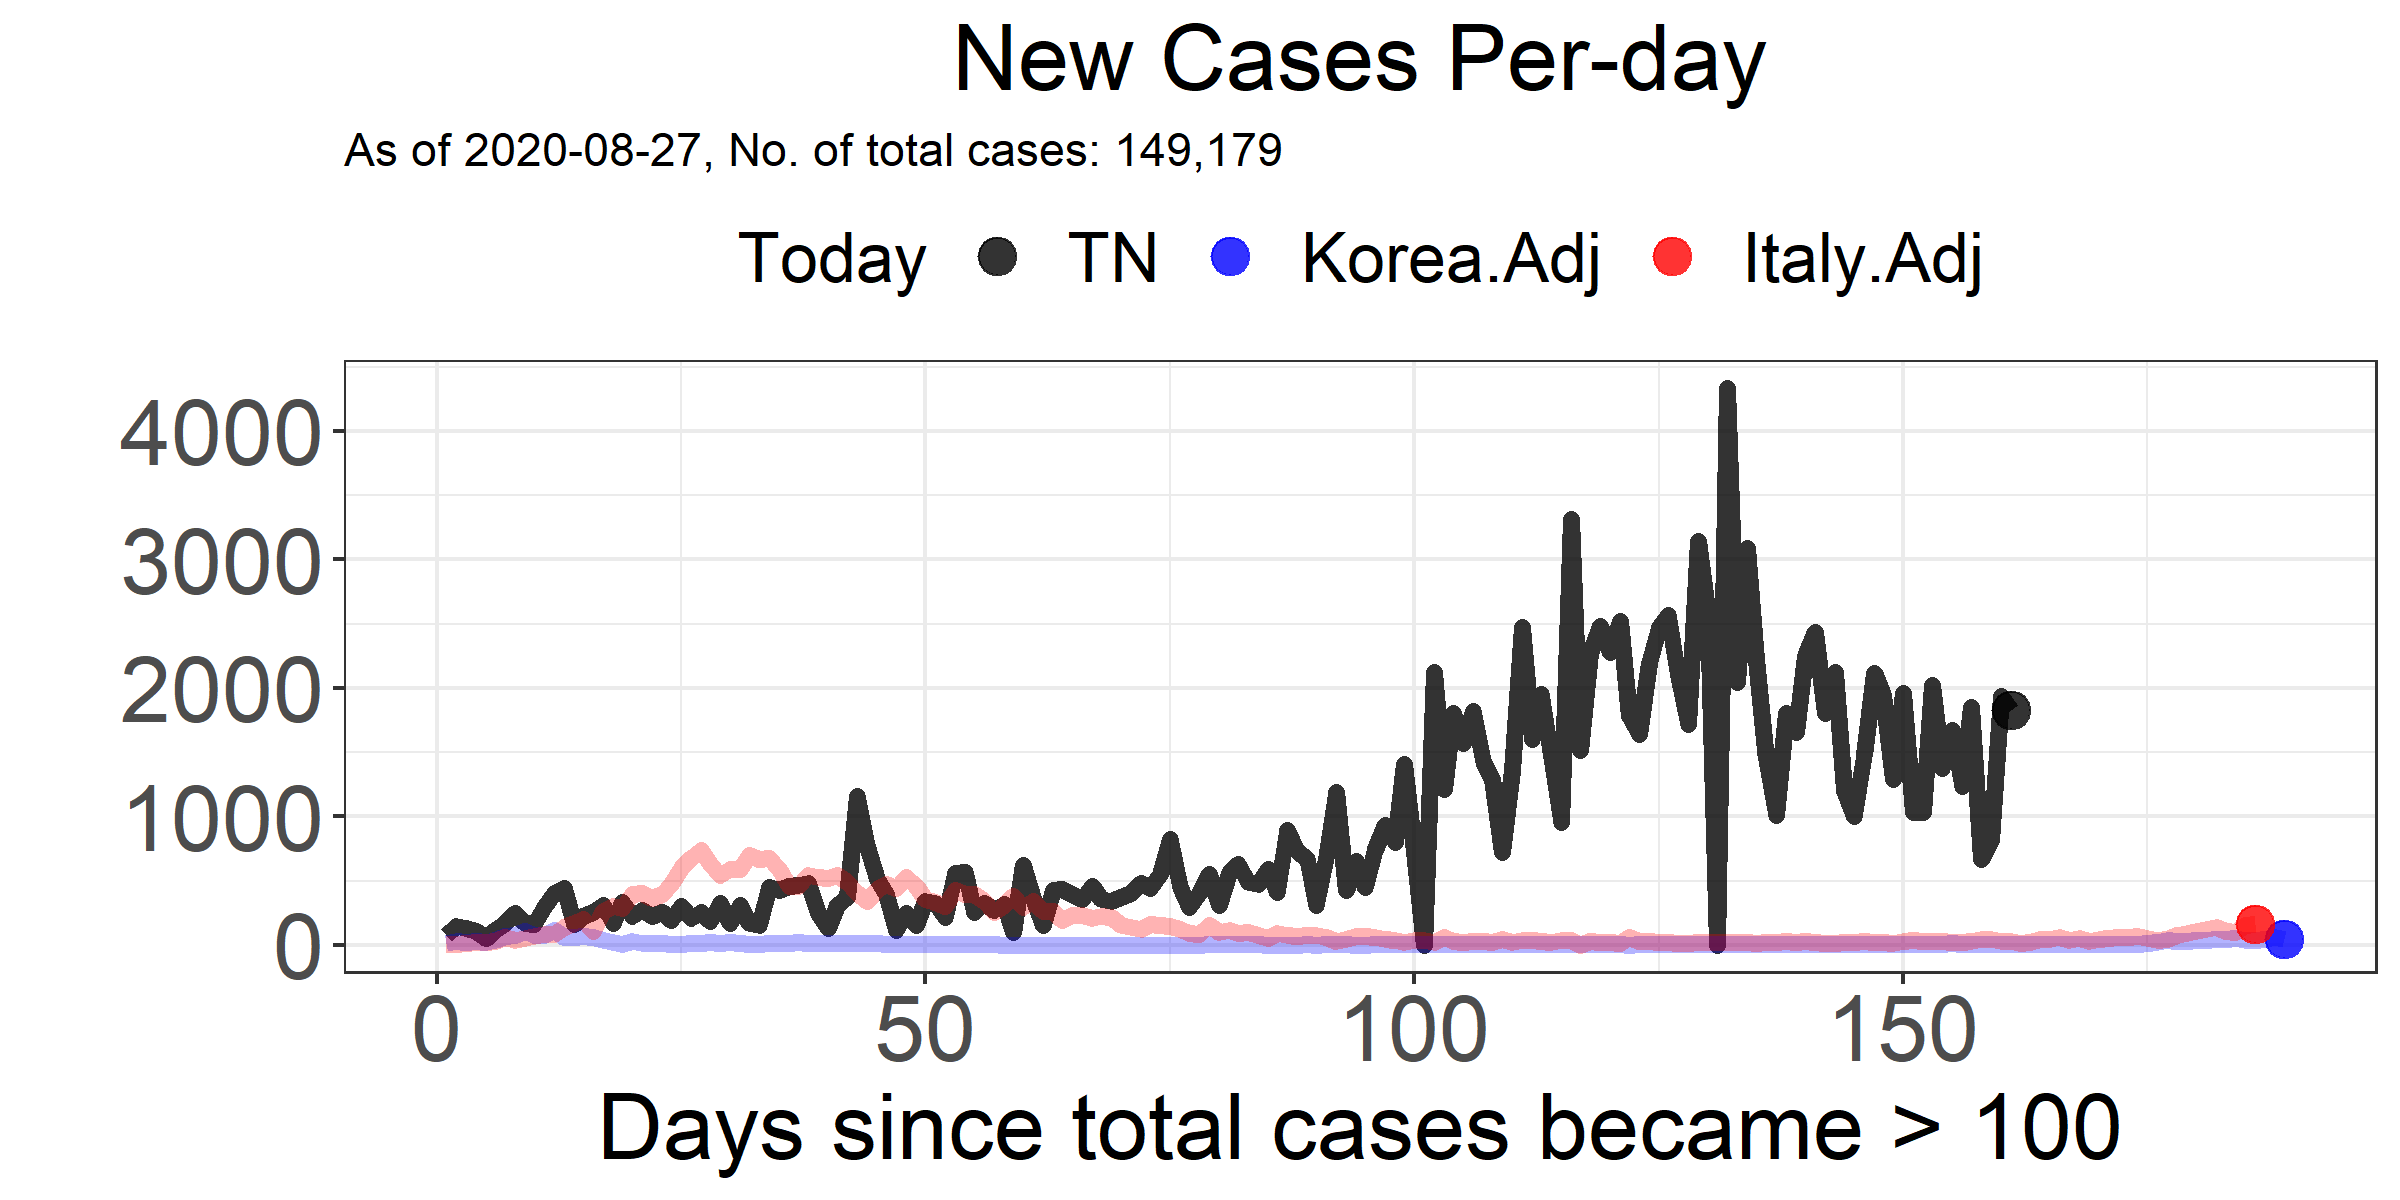 New Cases Per-day
As of 2020-08-27, No. of total cases: 149,179
Today TN Korea.Adj Italy.Adj
4000
3000
2000
1000
0
0 50 100 150
Days since total cases became > 100